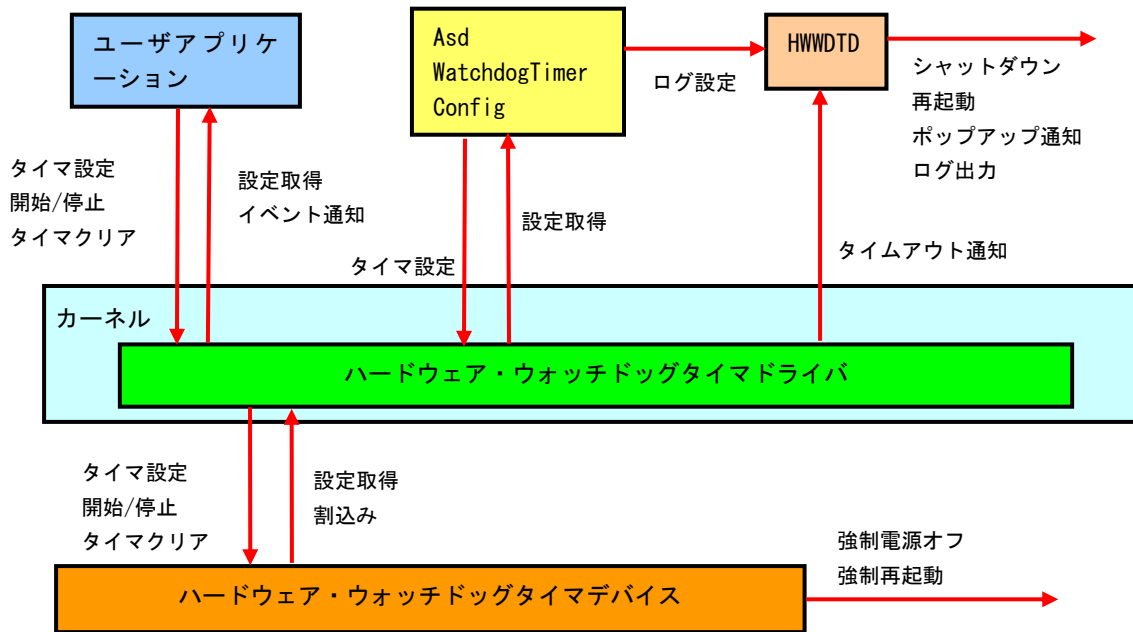 ユーザアプリケ
ーション
Asd
WatchdogTimer
Config
HWWDTD
ログ設定
シャットダウン
再起動
ポップアップ通知
ログ出力
タイマ設定
開始/停止
タイマクリア
設定取得
イベント通知
タイマ設定
設定取得
タイムアウト通知
カーネル
ハードウェア・ウォッチドッグタイマドライバ
タイマ設定
開始/停止
タイマクリア
設定取得
割込み
強制電源オフ
強制再起動
ハードウェア・ウォッチドッグタイマデバイス